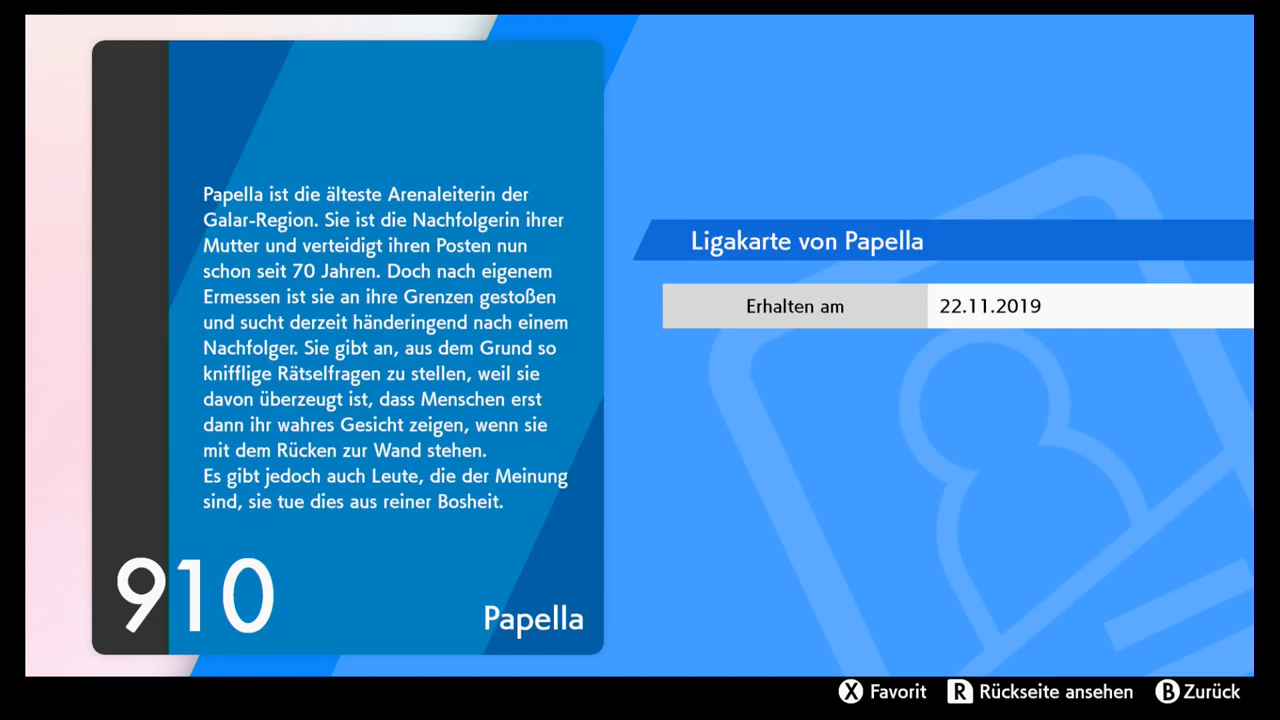 Papella ist die älteste Arenaleiterin der
Galar-Region. Sie ist die Nachfolgerin ihrer
Mutter und verteidigt ihren Posten nun
schon seit 70 Jahren. Doch nach eigenem
Ermessen ist sie an ihre Grenzen gestoßen
und sucht derzeit händeringend nach einem
Nachfolger. Sie gibt an, aus dem Grund so
knifflige Rätselfragen zu stellen, weil sie
davon überzeugt ist, dass Menschen erst
dann ihr wahres Gesicht zeigen, wenn sie
mit dem Rücken zur Wand stehen.
Es gibt jedoch auch Leute, die der Meinung
sind, sie tue dies aus reiner Bosheit.
910
Papella
Ligakarte von Papella
Erhalten am 22.11.2019
X Favorit R Rückseite ansehen B Zurück